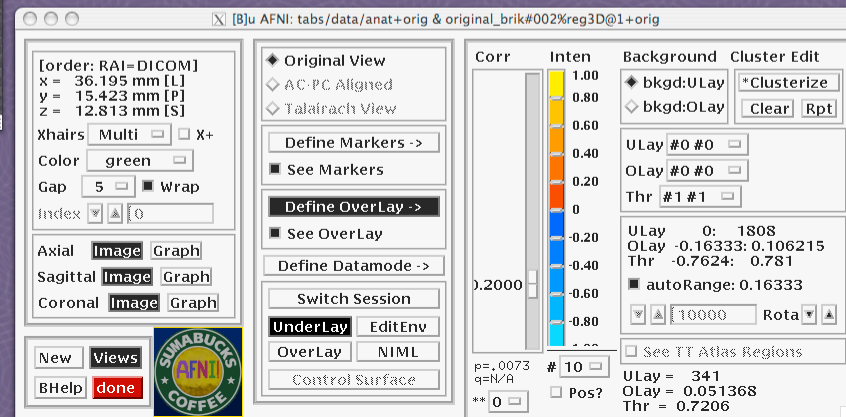 [B]u AFNI: tabs/data/anat+orig & original_brik#002%reg3D@1+orig
[order: RAI=DICOM]
x = 36.195 mm [L]
y = 15.423 mm [P]
z = 12.813 mm [S]
Xhairs Multi X+
Color green
Gap 5 Wrap
Index 0
Axial Image Graph
Sagittal Image Graph
Coronal Image Graph
New Views
BHelp done
SUMABUCKS
AFNI!
COFFEE
Original View
AC-PC Aligned
Talairach View
Define Markers ->
See Markers
Define OverLay ->
See OverLay
Define Datamode ->
Switch Session
UnderLay EditEnv
OverLay NIML
Control Surface
Corr Inten
1.00
0.80
0.60
0.40
0.20
0
-0.20
-0.40
-0.60
-0.80
-1.00
0.2000
p=.0073
q=N/A
** 0
# 10
Pos?
Background Cluster Edit
bkgd:ULay *Clusterize
bkgd:OLay Clear Rpt
ULay #0 #0
OLay #0 #0
Thr #1 #1
ULay 0: 1808
OLay -0.16333: 0.106215
Thr -0.7624: 0.781
autoRange: 0.16333
10000 Rota
See TT Atlas Regions
ULay = 341
OLay = 0.051368
Thr = 0.7206